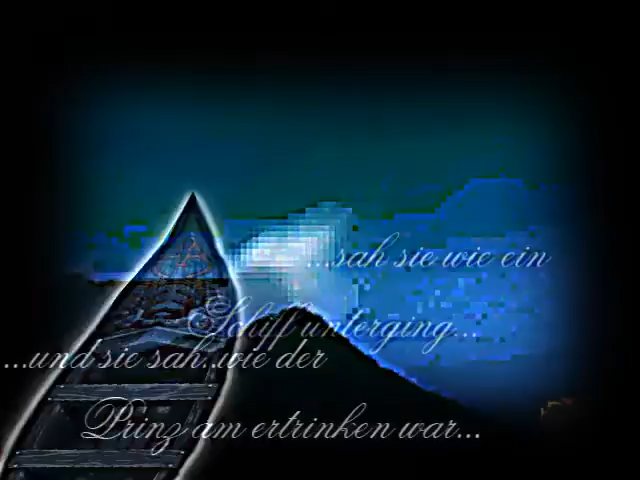 ...sah sie wie ein
Schiff unterging...
...und sie sah..wie der
Prinz am ertrinken war...